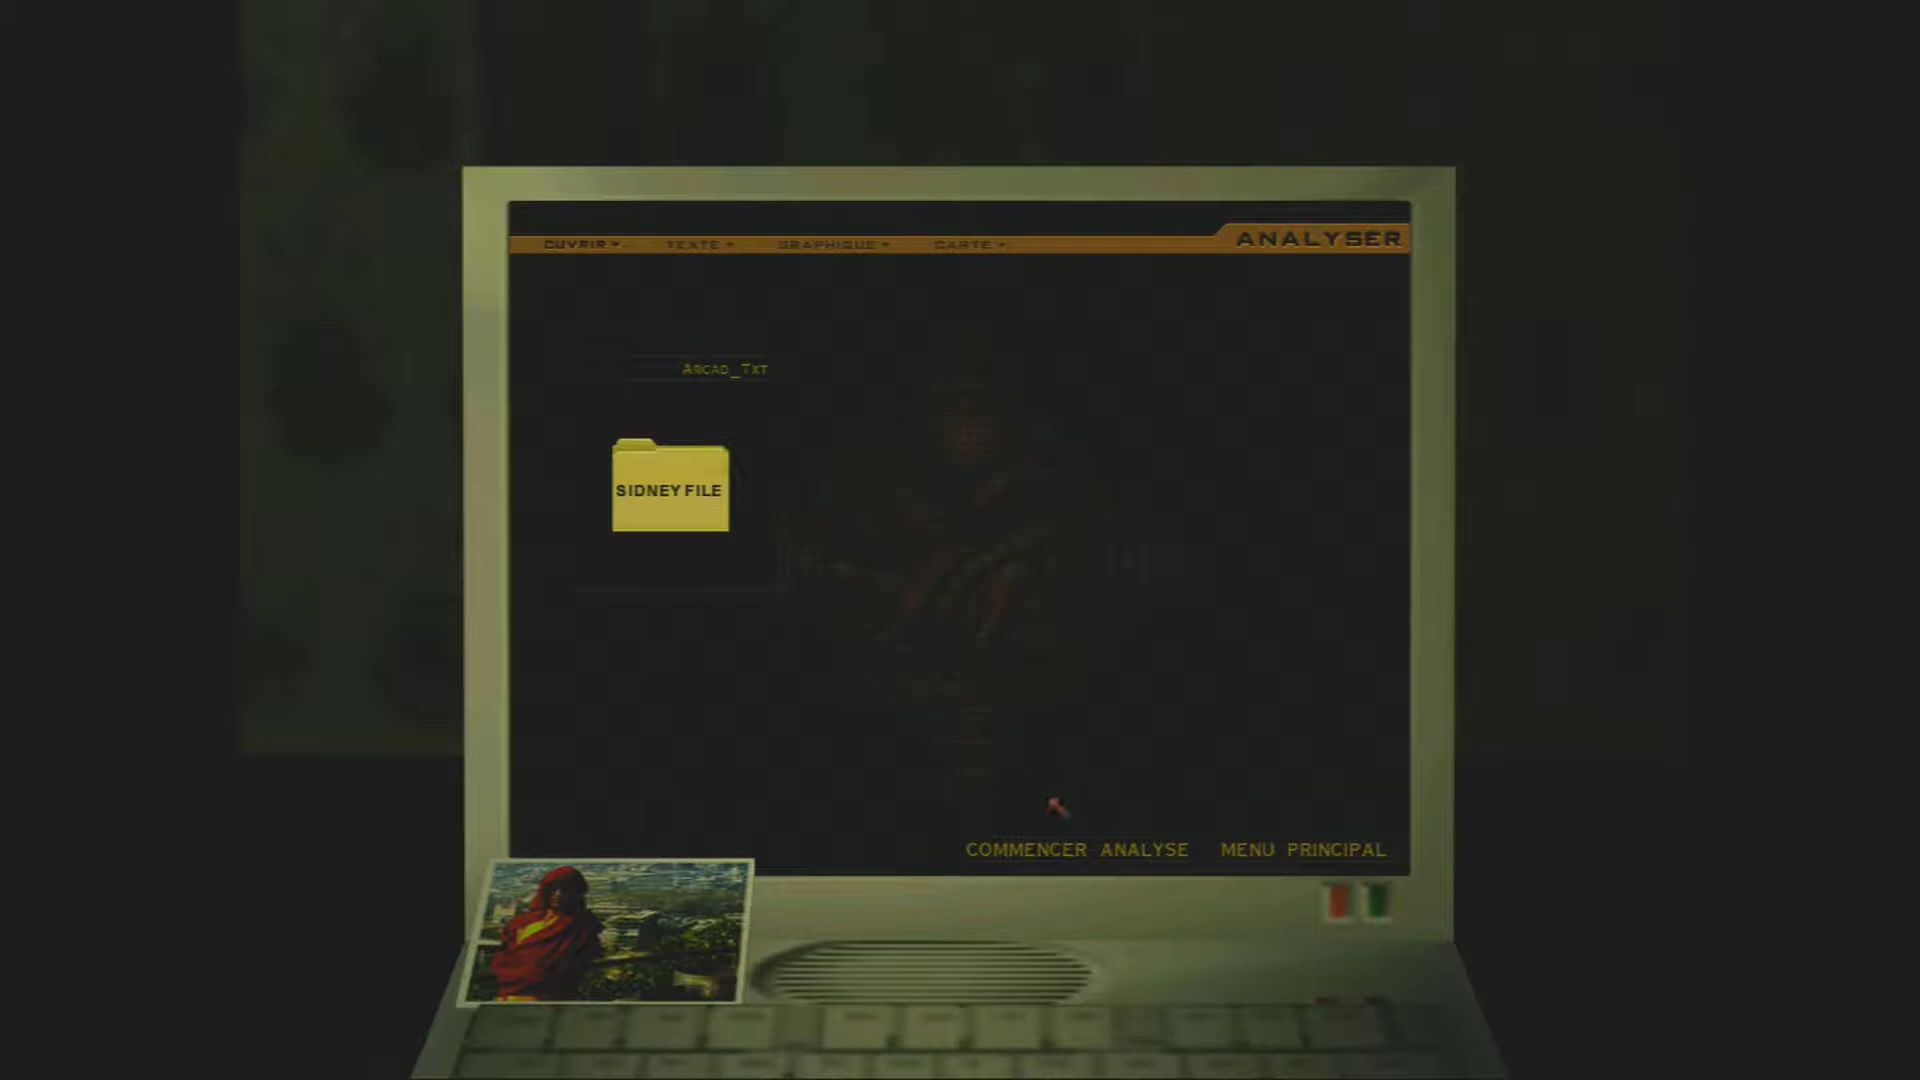 OUVRIR TEXTE GRAPHIQUE CARTE ANALYSER
Arcad_Txt
SIDNEY FILE
COMMENCER ANALYSE MENU PRINCIPAL